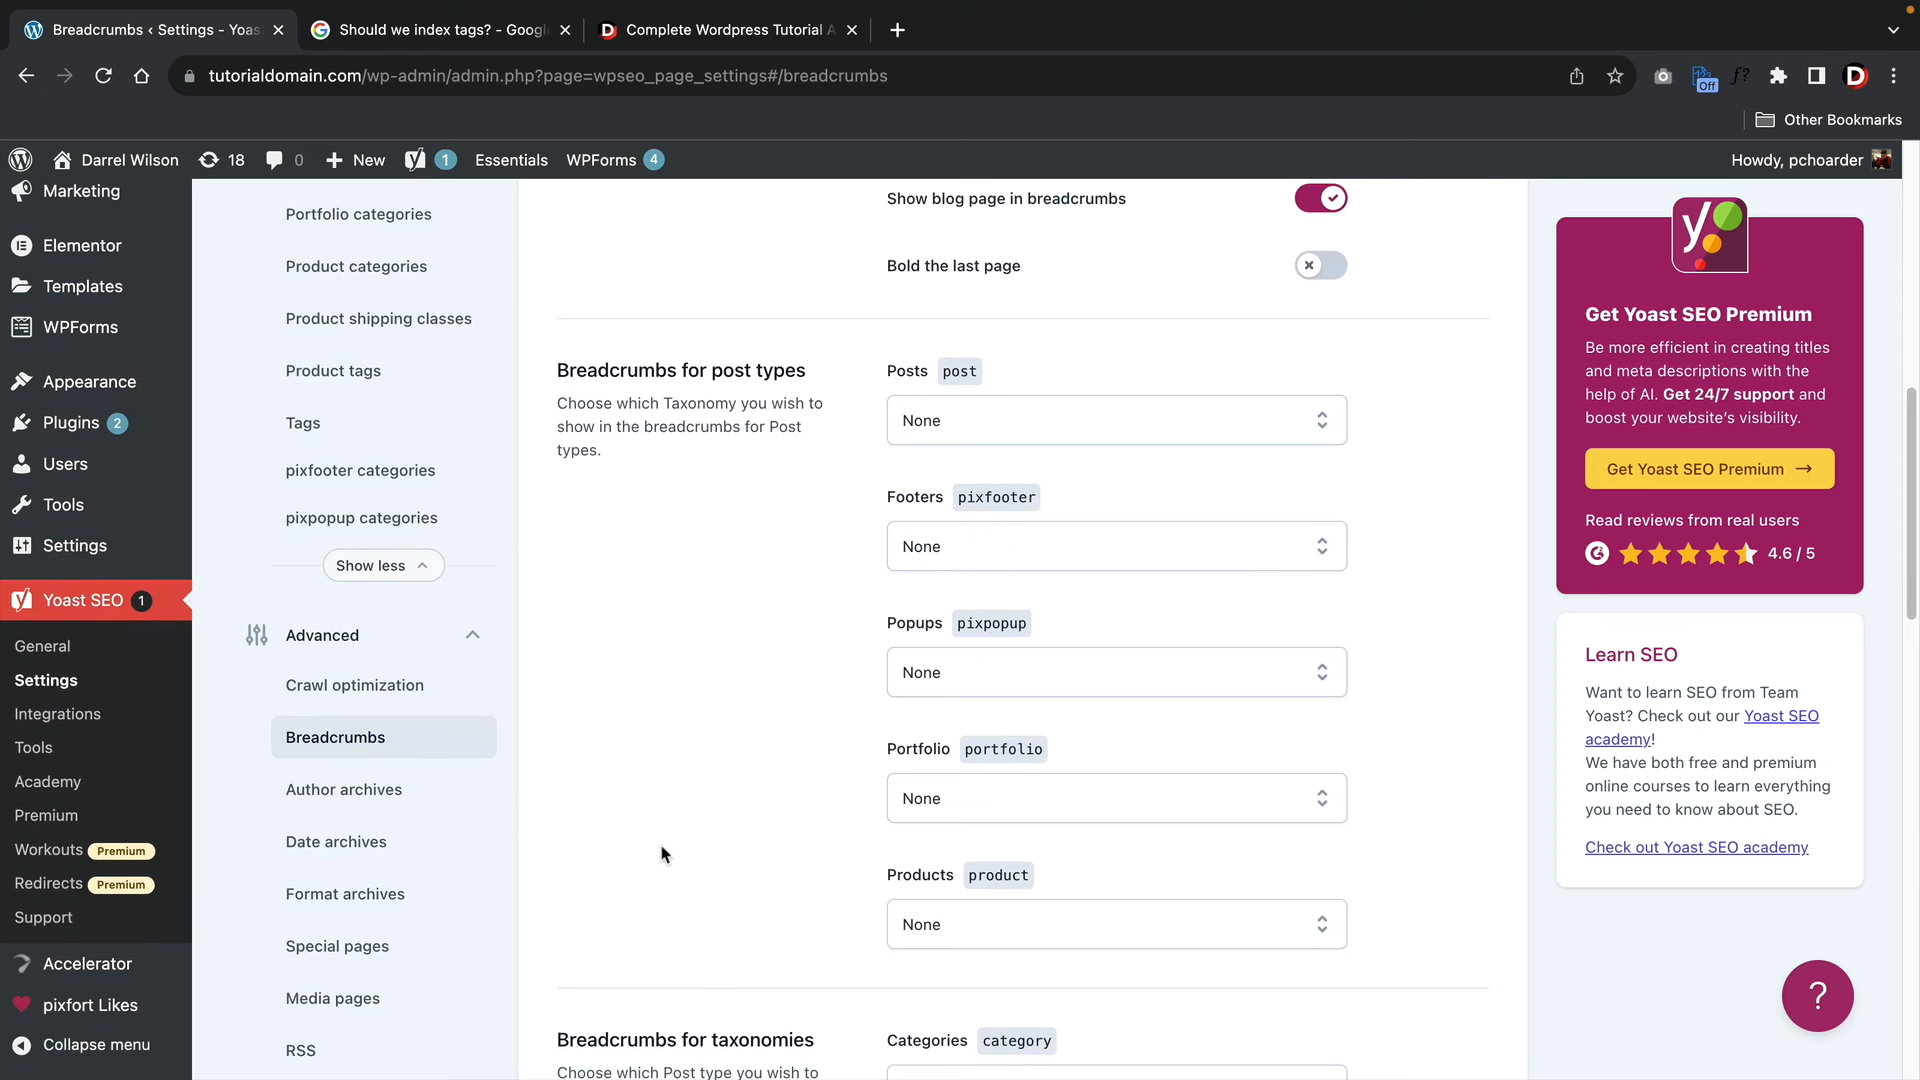 Breadcrumbs ‹ Settings - Yoas
Should we index tags? - Googl
Complete Wordpress Tutorial A
tutorialdomain.com/wp-admin/admin.php?page=wpseo_page_settings#/breadcrumbs
Off
f?
Other Bookmarks
Darrel Wilson
18
0
New
1
Essentials
WPForms 4
Howdy, pchoarder
Marketing
Elementor
Templates
WPForms
Appearance
Plugins 2
Users
Tools
Settings
Yoast SEO 1
General
Settings
Integrations
Tools
Academy
Premium
Workouts Premium
Redirects Premium
Support
Accelerator
pixfort Likes
Collapse menu
Portfolio categories
Product categories
Product shipping classes
Product tags
Tags
pixfooter categories
pixpopup categories
Show less
Advanced
Crawl optimization
Breadcrumbs
Author archives
Date archives
Format archives
Special pages
Media pages
RSS
Show blog page in breadcrumbs
Bold the last page
Breadcrumbs for post types
Choose which Taxonomy you wish to
show in the breadcrumbs for Post
types.
Posts post
None
Footers pixfooter
None
Popups pixpopup
None
Portfolio portfolio
None
Products product
None
Breadcrumbs for taxonomies
Choose which Post type you wish to
Categories category
Get Yoast SEO Premium
Be more efficient in creating titles
and meta descriptions with the
help of AI. Get 24/7 support and
boost your website's visibility.
Get Yoast SEO Premium →
Read reviews from real users
4.6 / 5
Learn SEO
Want to learn SEO from Team
Yoast? Check out our Yoast SEO
academy!
We have both free and premium
online courses to learn everything
you need to know about SEO.
Check out Yoast SEO academy
?